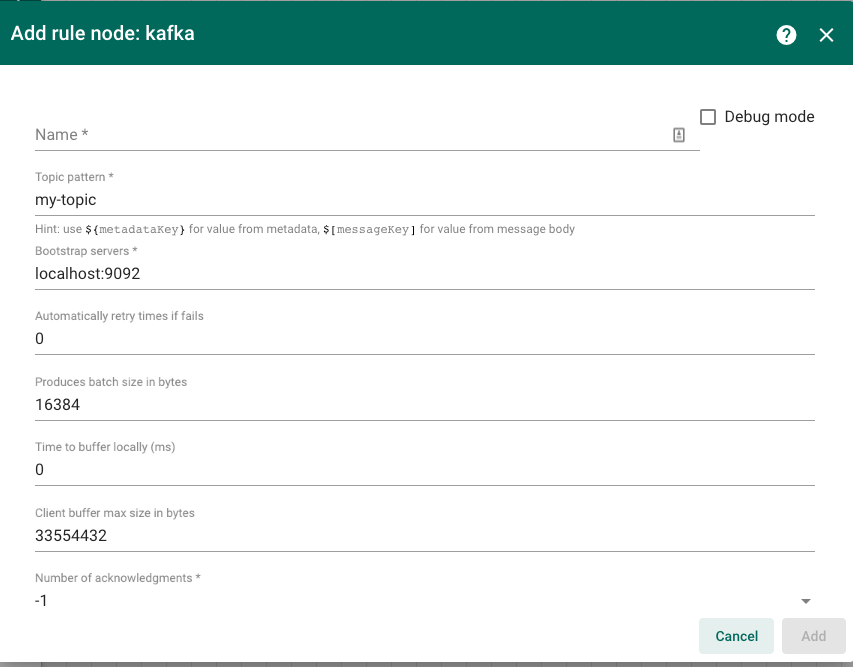 Add rule node: kafka
?
Debug mode
Name *
Topic pattern *
my-topic
Hint: use ${metadataKey} for value from metadata, $[messageKey] for value from message body
Bootstrap servers *
localhost:9092
Automatically retry times if fails
0
Produces batch size in bytes
16384
Time to buffer locally (ms)
0
Client buffer max size in bytes
33554432
Number of acknowledgments *
-1
Cancel Add